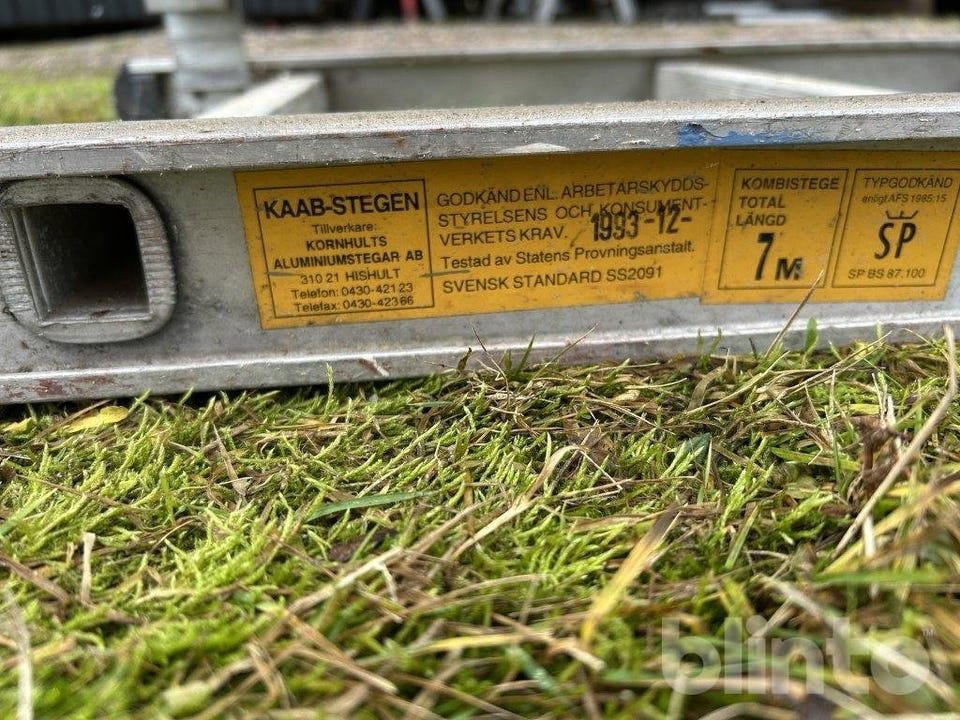 KAAB-STEGEN
Tillverkare:
KORNHULTS
ALUMINIUMSTEGAR AB
310 21 HISHULT
Telefon: 0430-421 23
Telefax: 0430-423 66
GODKÄND ENL. ARBETARSKYDDS-
STYRELSENS OCH KONSUMENT-
VERKETS KRAV. 1993-12-
Testad av Statens Provningsanstalt.
SVENSK STANDARD SS2091
KOMBISTEGE
TOTAL
LÄNGD
7 M
TYPGODKÄND
enligt AFS 1985:15
SP
SP BS 87.100
blinto™